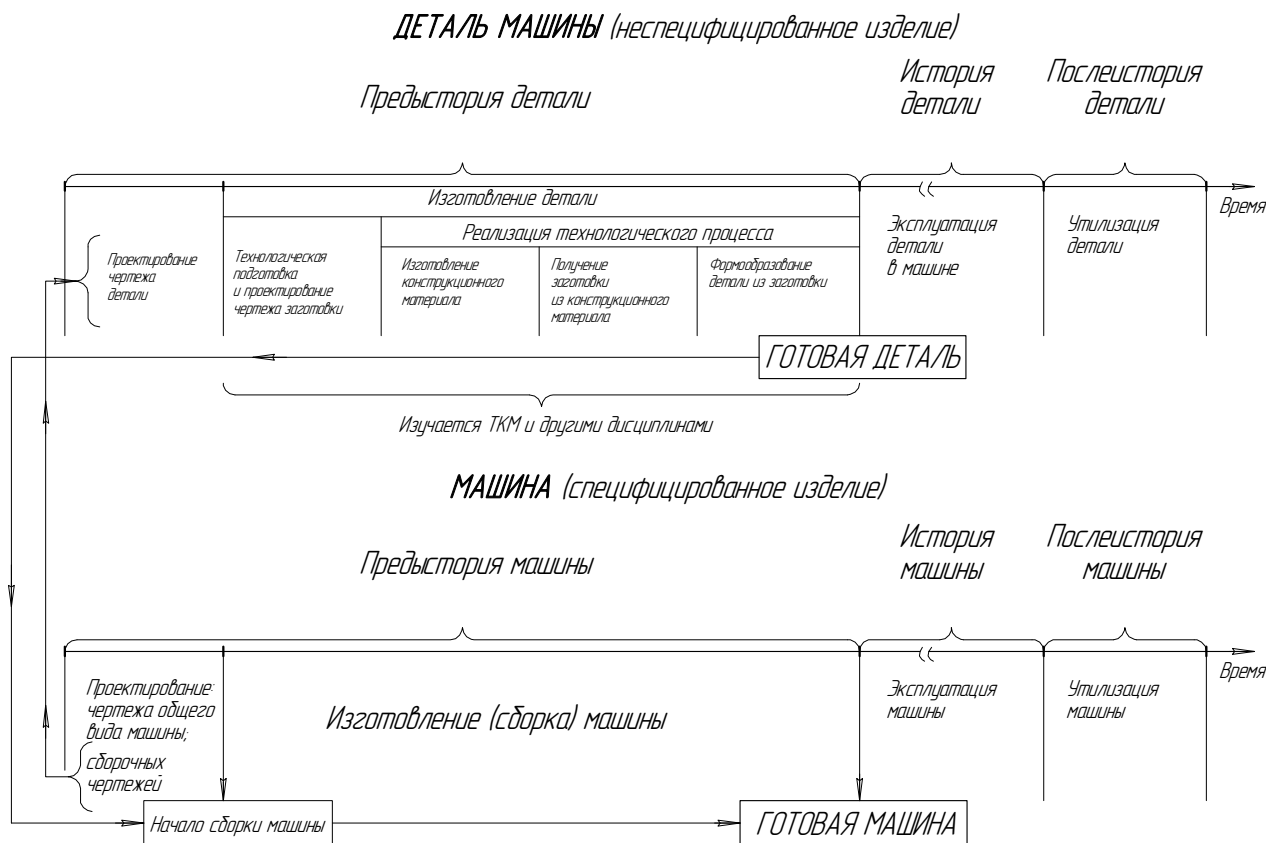 ДЕТАЛЬ МАШИНЫ (неспецифицированное изделие)
Предыстория детали
История
детали
Послеистория
детали
Изготовление детали
Время
Реализация технологического процесса
Проектирование
чертежа
детали
Технологическая
подготовка
и проектирование
чертежа заготовки
Изготовление
конструкционного
материала
Получение
заготовки
из конструкционного
материала
Формообразование
детали из заготовки
Эксплуатация
детали
в машине
Утилизация
детали
ГОТОВАЯ ДЕТАЛЬ
Изучается ТКМ и другими дисциплинами
МАШИНА (специфицированное изделие)
Предыстория машины
История
машины
Послеистория
машины
Время
Проектирование:
чертежа общего
вида машины;
сборочных
чертежей
Изготовление (сборка) машины
Эксплуатация
машины
Утилизация
машины
Начало сборки машины
ГОТОВАЯ МАШИНА